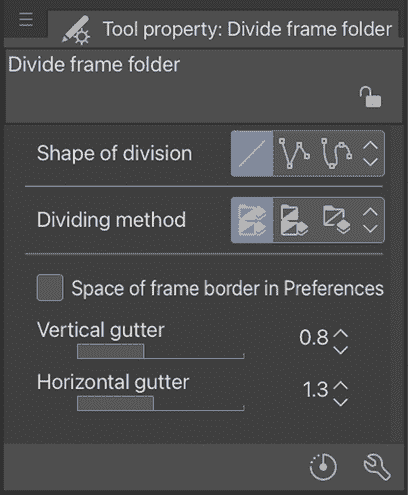 Tool property: Divide frame folder
Divide frame folder
Shape of division
Dividing method
Space of frame border in Preferences
Vertical gutter
0.8
Horizontal gutter
1.3